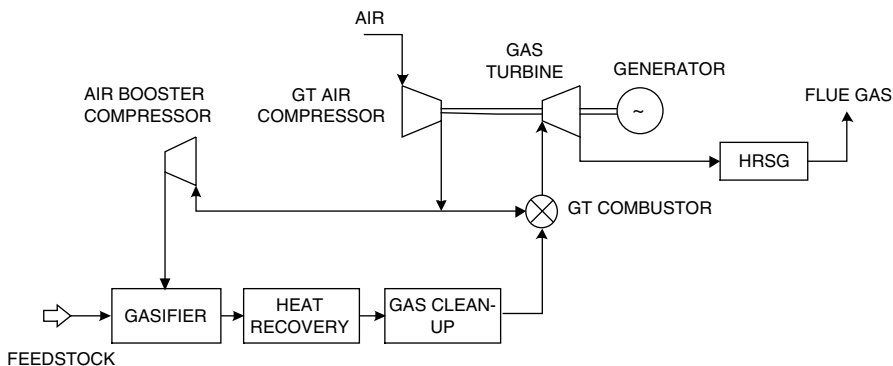 AIR
GAS
TURBINE
GENERATOR
AIR BOOSTER
COMPRESSOR
GT AIR
COMPRESSOR
FLUE GAS
~
HRSG
GT COMBUSTOR
GASIFIER
HEAT
RECOVERY
GAS CLEAN-
UP
FEEDSTOCK